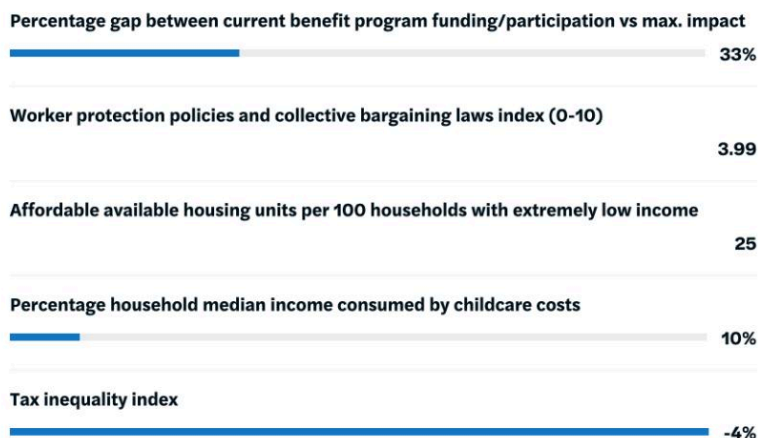 Percentage gap between current benefit program funding/participation vs max. impact
33%
Worker protection policies and collective bargaining laws index (0-10)
3.99
Affordable available housing units per 100 households with extremely low income
25
Percentage household median income consumed by childcare costs
10%
Tax inequality index
-4%